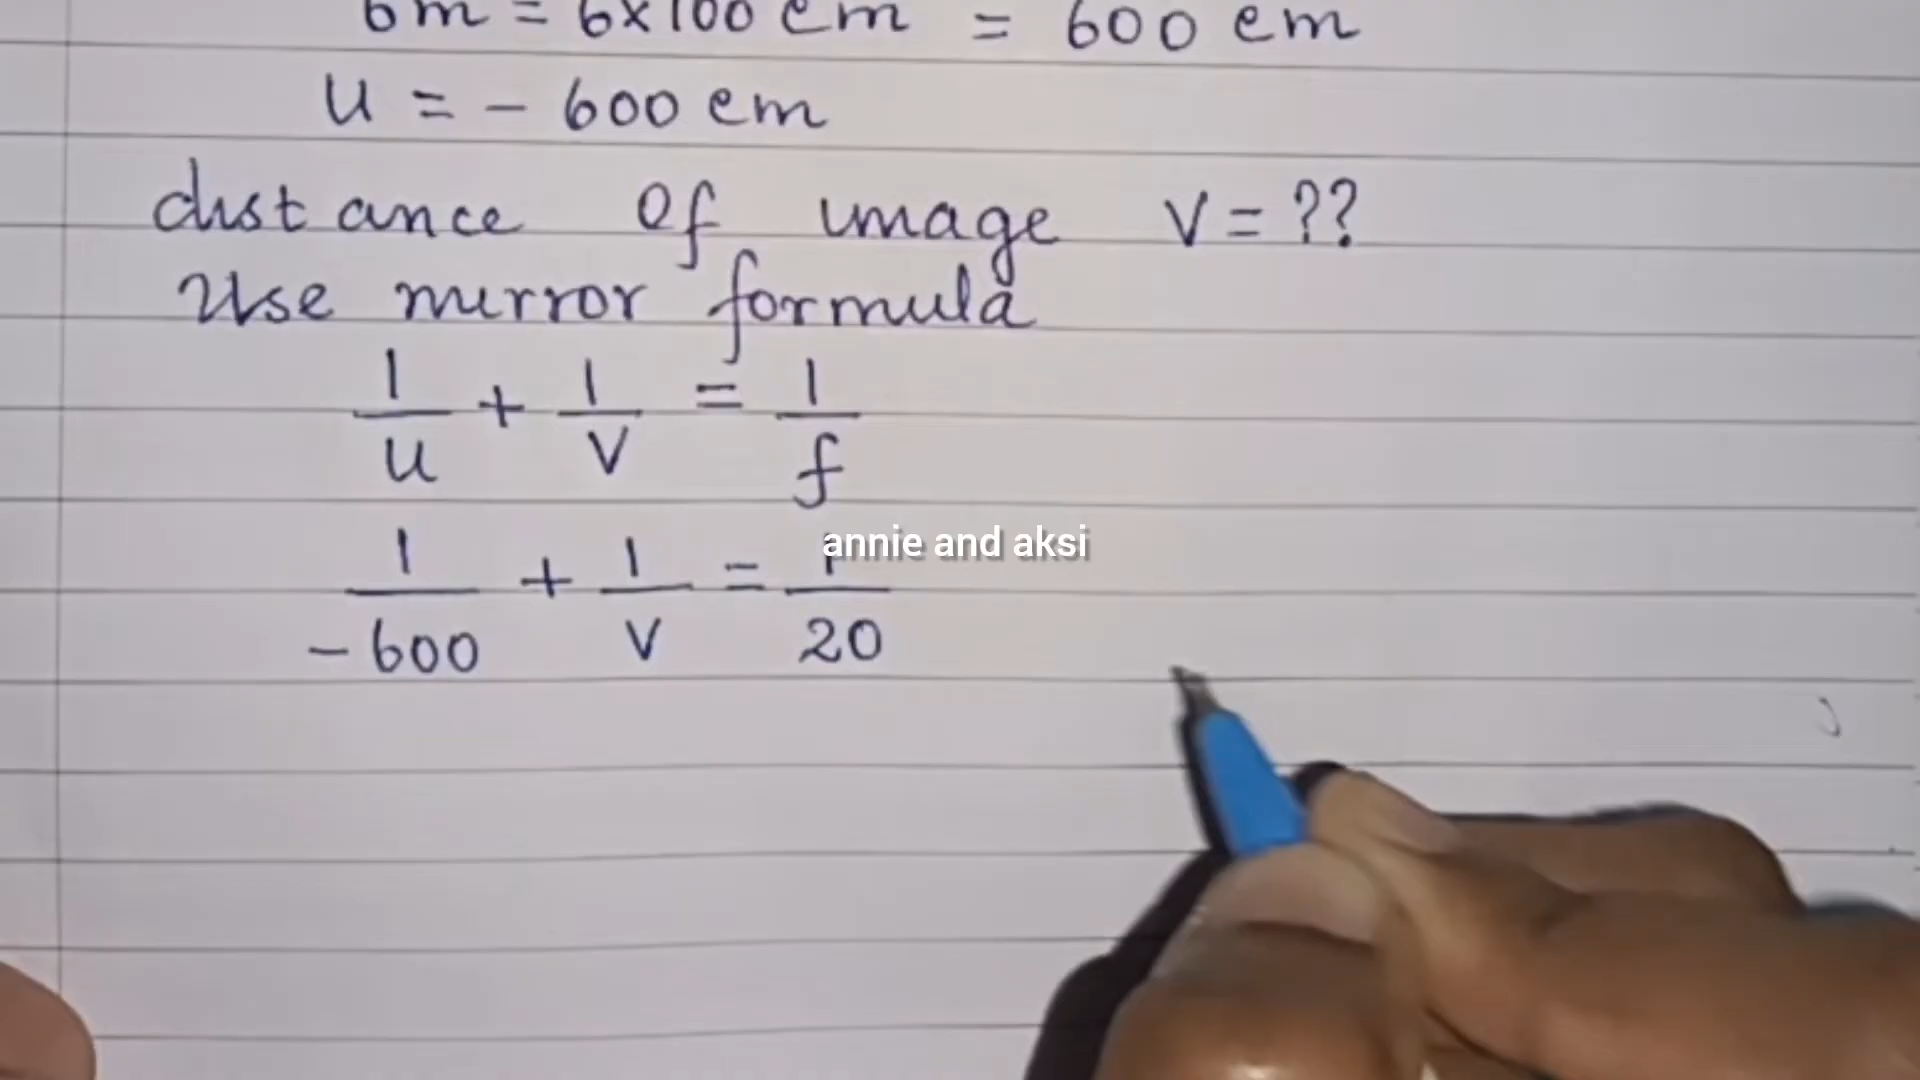 6m = 6x100 cm = 600 cm
u = - 600 cm
distance of image v = ??
Use mirror formula
1/u + 1/v = 1/f
annie and aksi
1/-600 + 1/v = 1/20